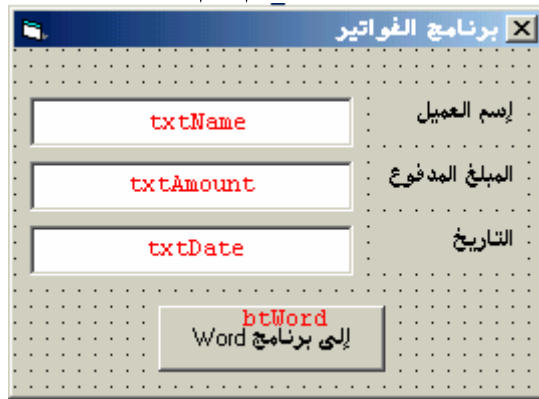 برنامج الفواتير
إسم العميل
txtName
المبلغ المدفوع
txtAmount
التاريخ
txtDate
btWord
إلى برنامج Word